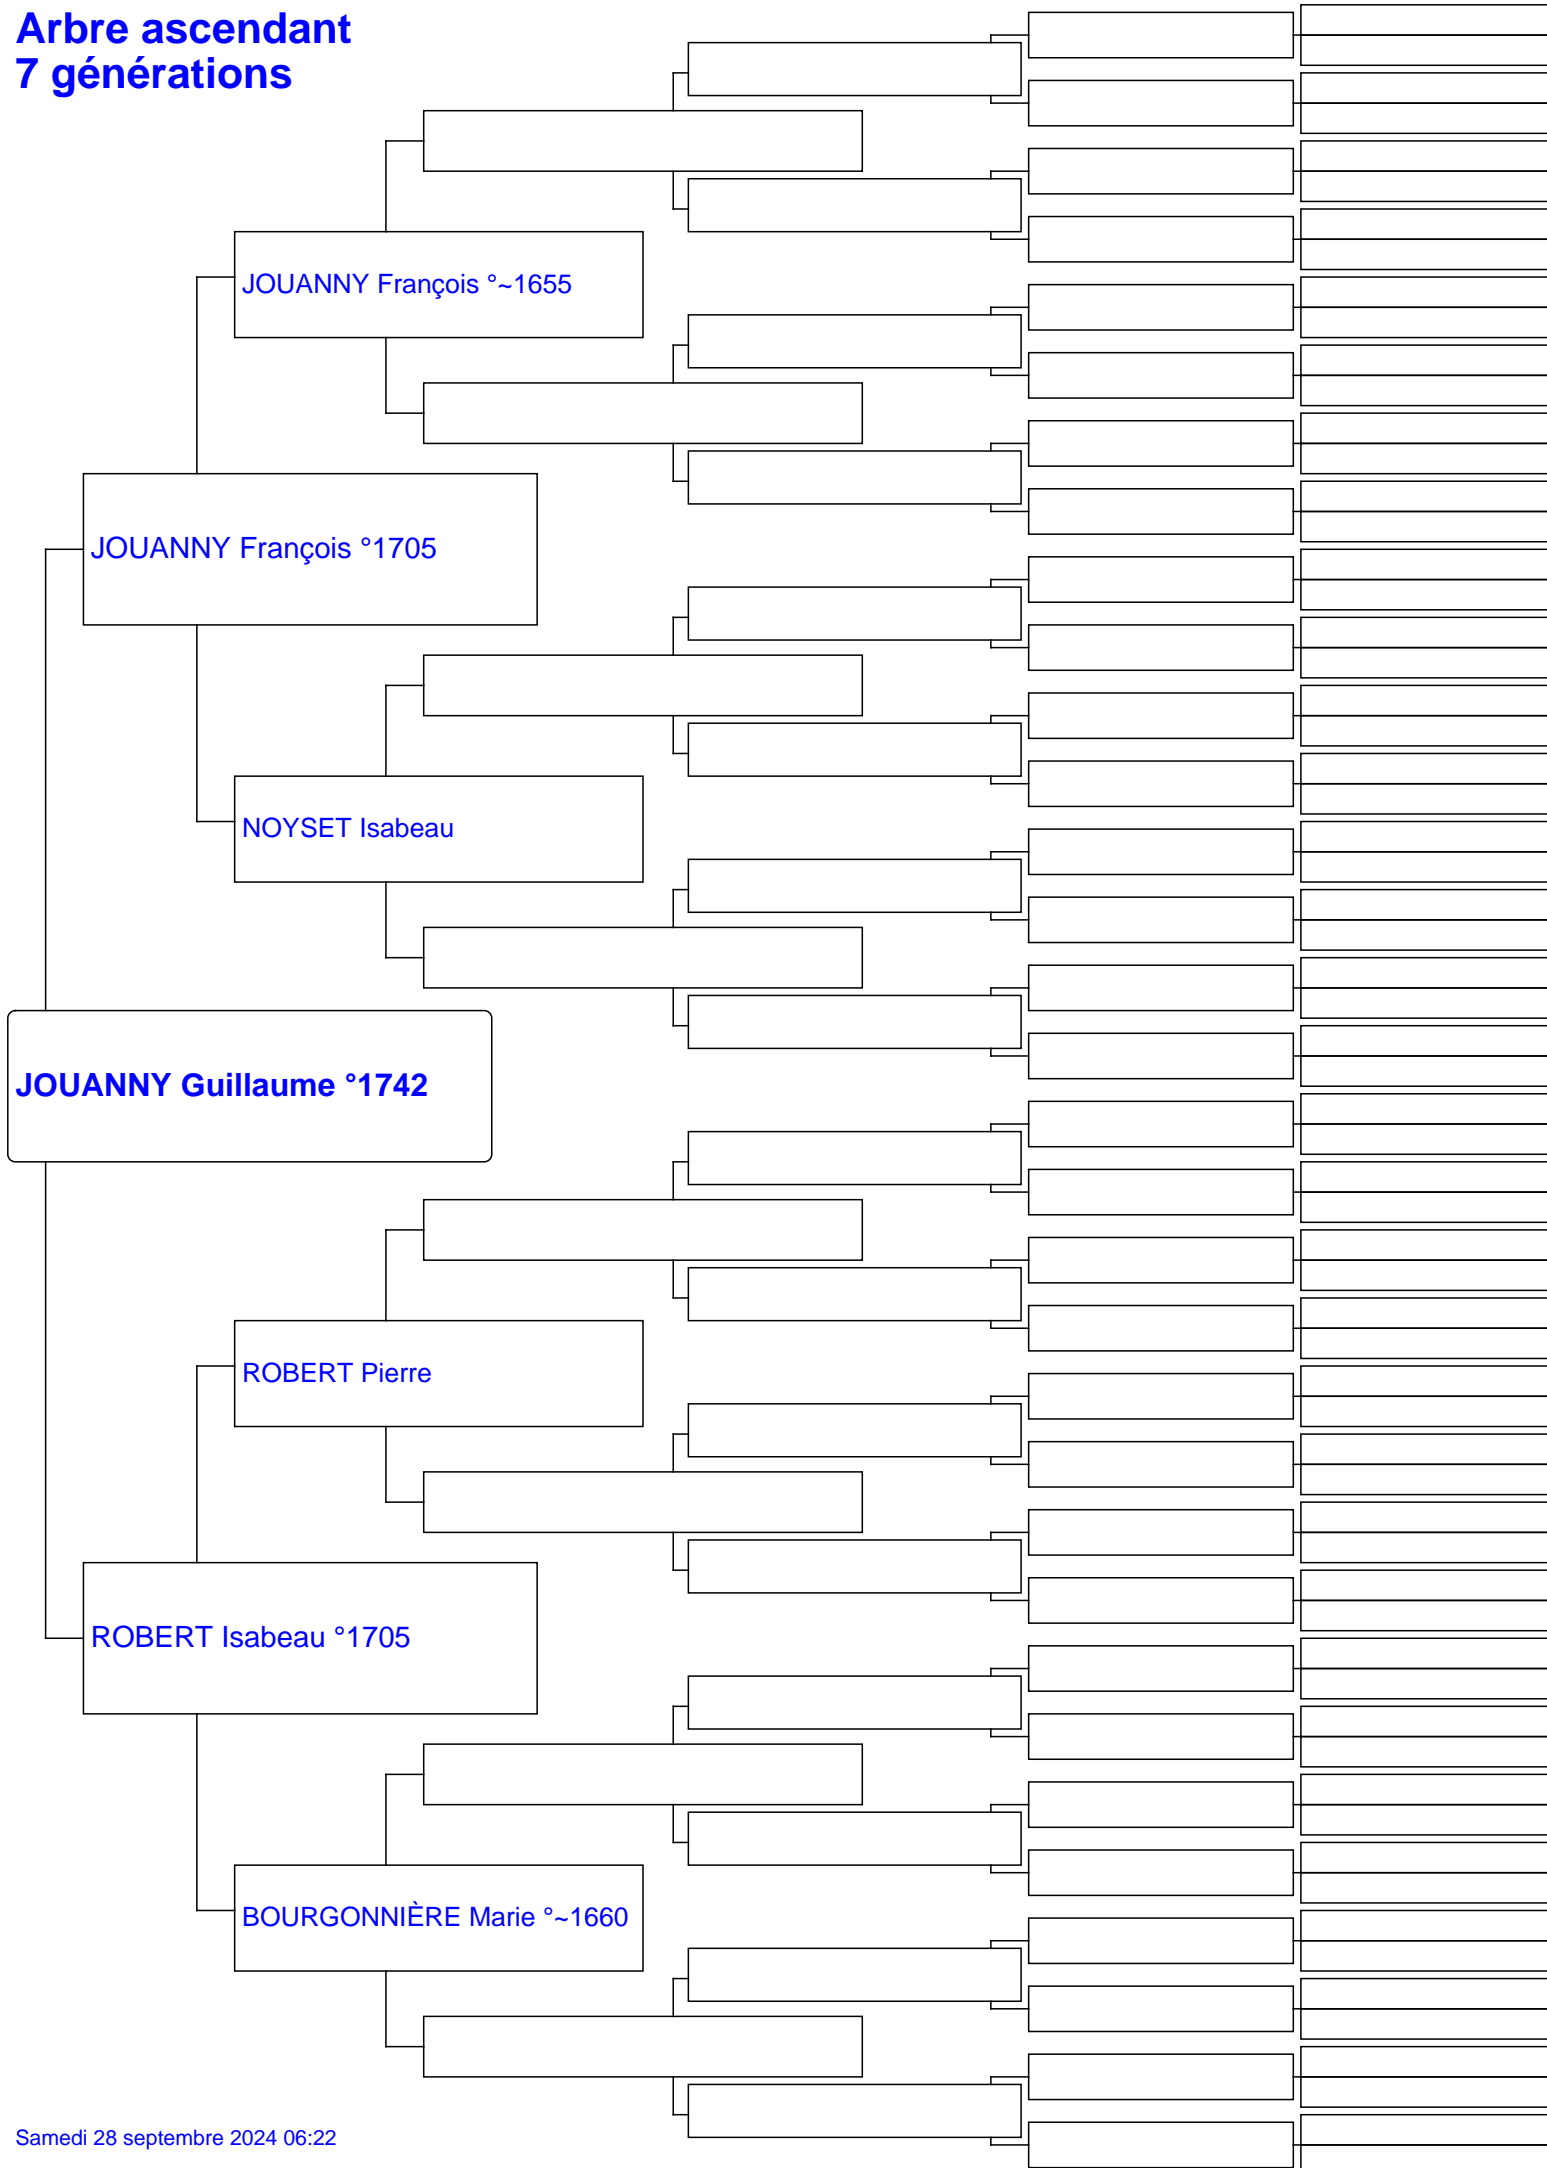 Arbre ascendant
7 générations
JOUANNY François °~1655
JOUANNY François °1705
NOYSET Isabeau
JOUANNY Guillaume °1742
ROBERT Pierre
ROBERT Isabeau °1705
BOURGONNIÈRE Marie °~1660
Samedi 28 septembre 2024 06:22